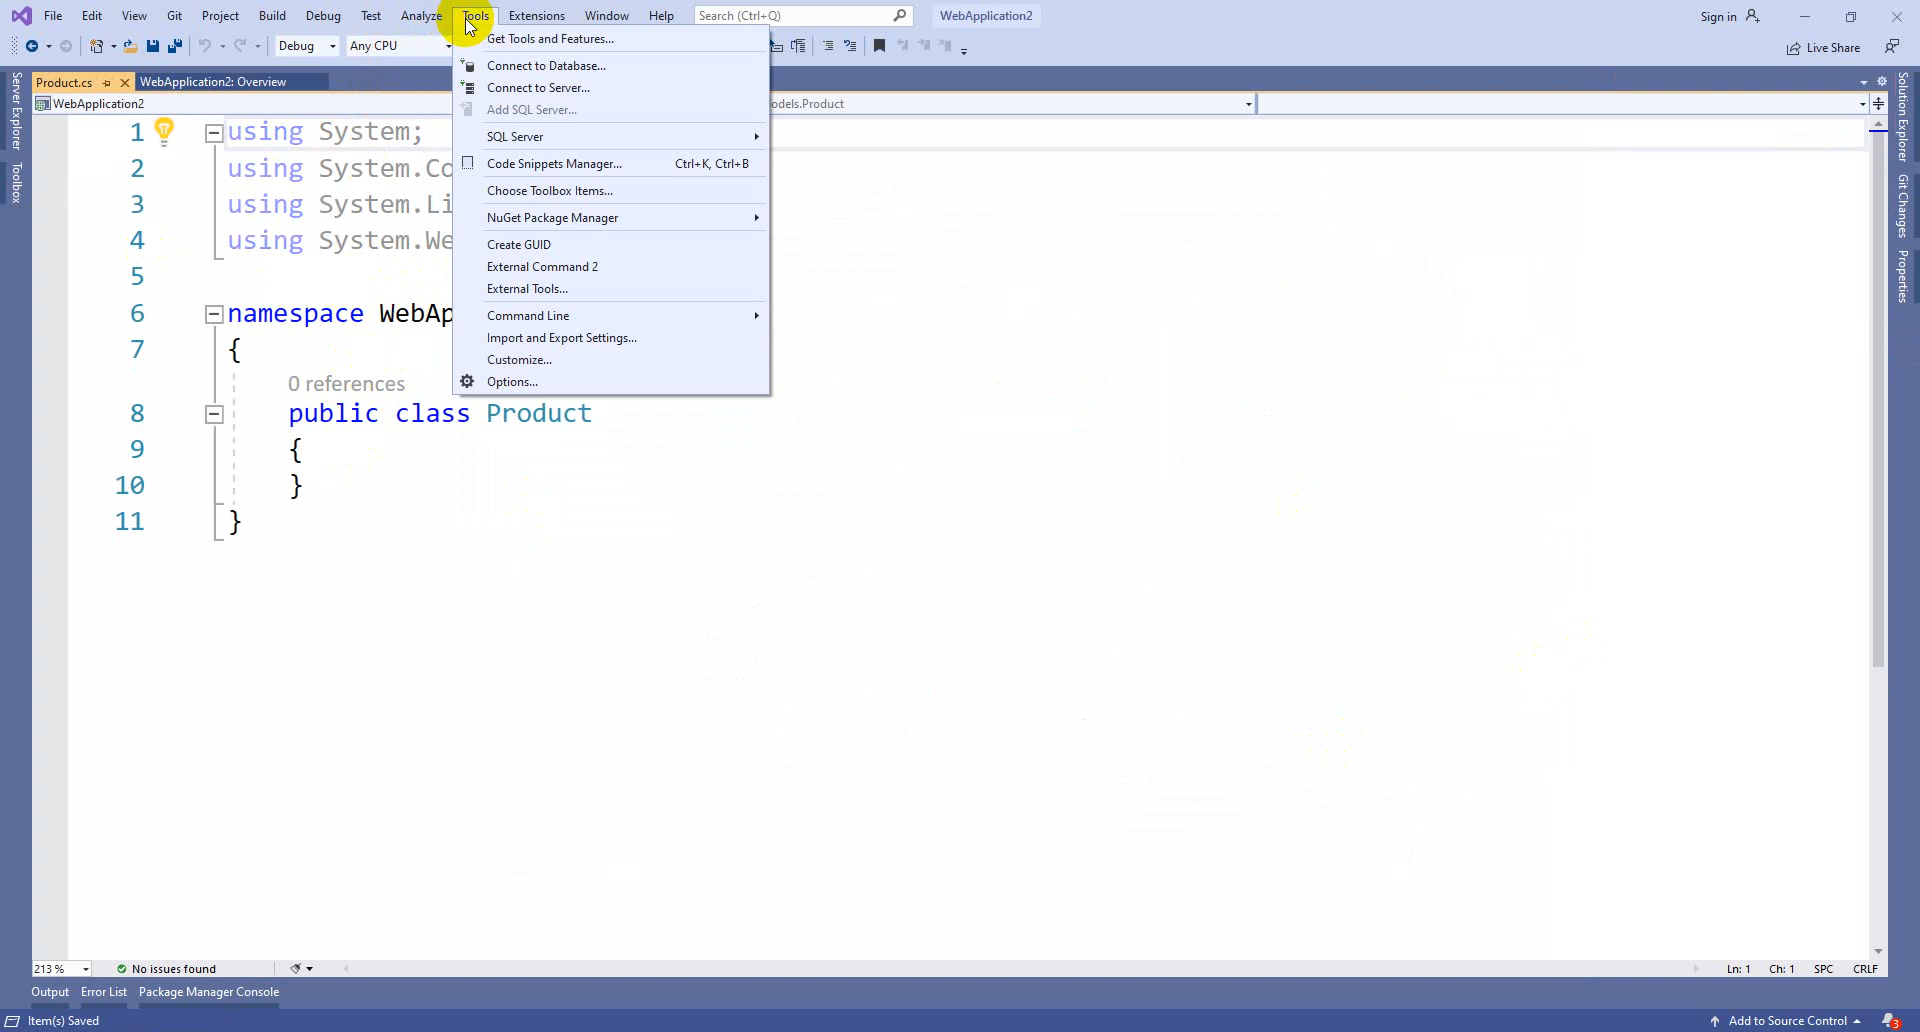 File Edit View Git Project Build Debug Test Analyze Tools Extensions Window Help Search (Ctrl+Q) WebApplication2 Sign in
Debug Any CPU Live Share
Product.cs WebApplication2: Overview
WebApplication2 odels.Product
Get Tools and Features...
Connect to Database...
Connect to Server...
Add SQL Server...
SQL Server
Code Snippets Manager... Ctrl+K, Ctrl+B
Choose Toolbox Items...
NuGet Package Manager
Create GUID
External Command 2
External Tools...
Command Line
Import and Export Settings...
Customize...
Options...
1 using System;
2 using System.Co
3 using System.Li
4 using System.We
5
6 namespace WebAp
7 {
0 references
8 public class Product
9 {
10 }
11 }
Server Explorer
Toolbox
Solution Explorer
Git Changes
Properties
213 % No issues found Ln: 1 Ch: 1 SPC CRLF
Output Error List Package Manager Console
Item(s) Saved Add to Source Control 3